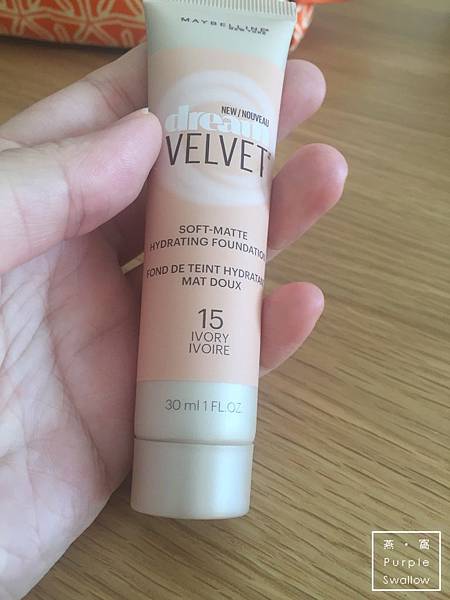 MAYBELLINE
NEW YORK
NEW / NOUVEAU
dream
VELVET
SOFT-MATTE
HYDRATING FOUNDATION
FOND DE TEINT HYDRATANT
MAT DOUX
15
IVORY
IVOIRE
30 ml 1 FL.OZ.
燕・窩
Purple
Swallow